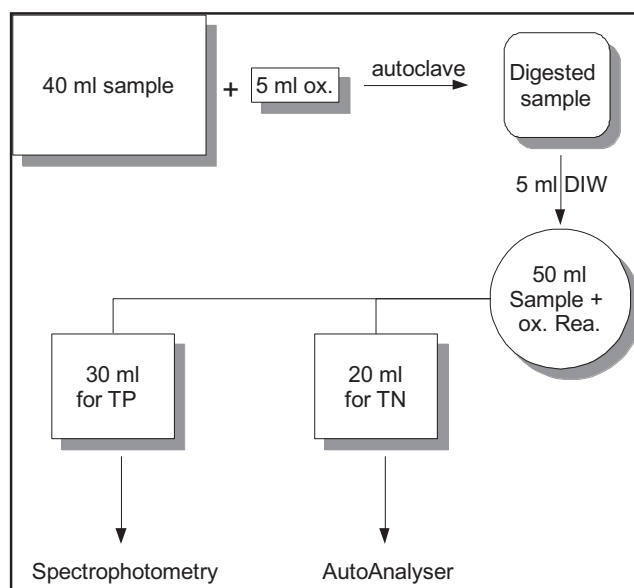 40 ml sample
+
5 ml ox.
autoclave
Digested
sample
5 ml DIW
50 ml
Sample +
ox. Rea.
30 ml
for TP
20 ml
for TN
Spectrophotometry
AutoAnalyser